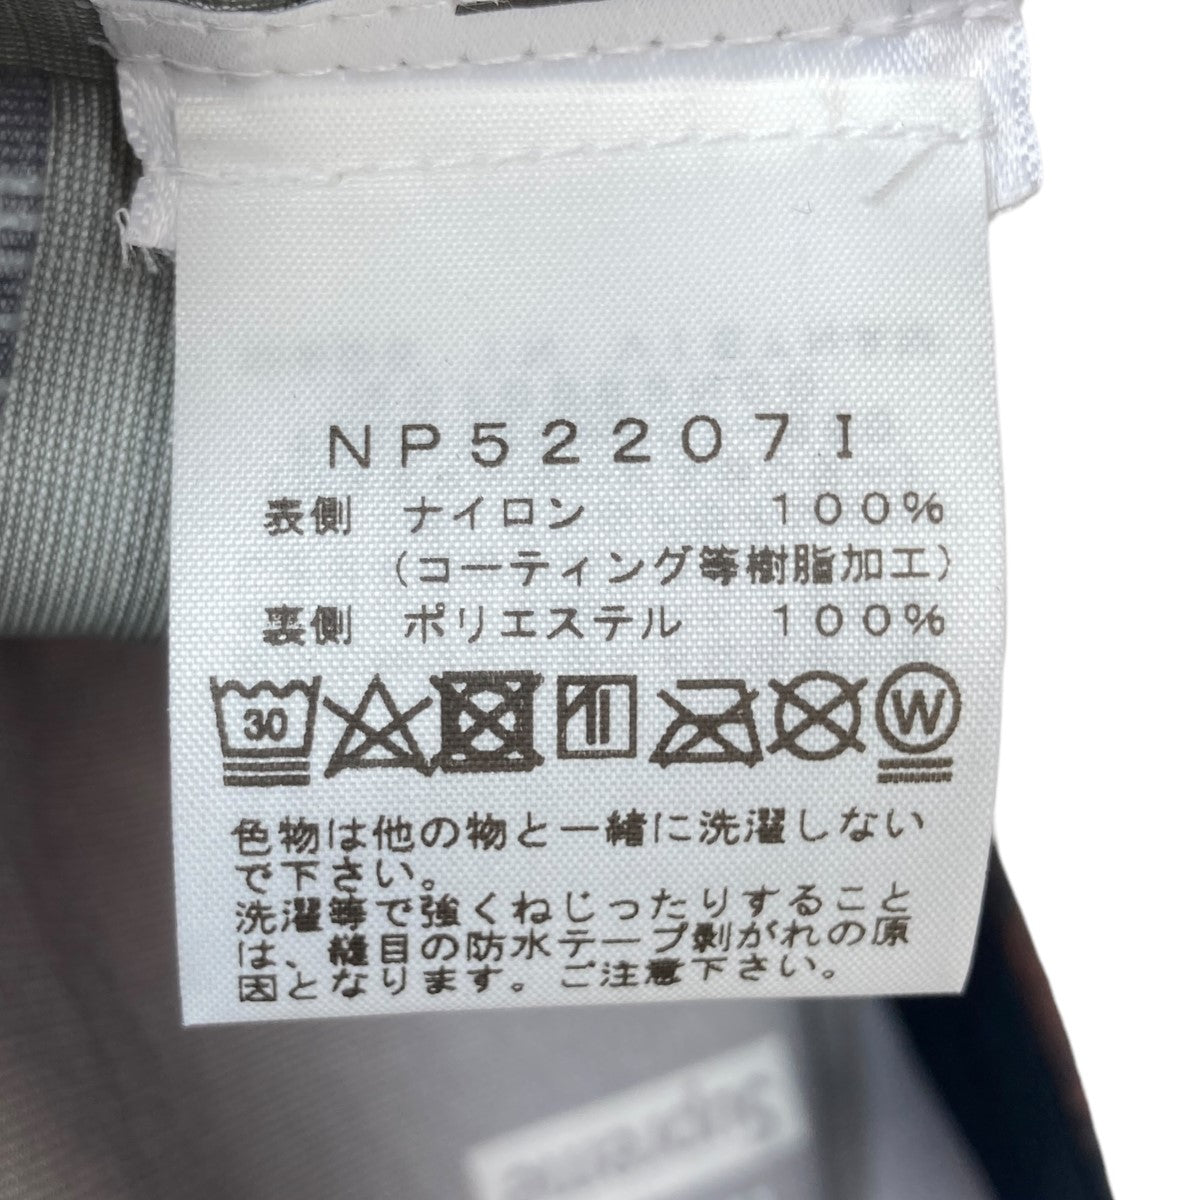 NP52207I
表側 ナイロン 100%
(コーティング等樹脂加工)
裏側 ポリエステル 100%
30 W
色物は他の物と一緒に洗濯しない
で下さい。
洗濯等で強くねじったりすること
は、縫目の防水テープ剥がれの原
因となります。ご注意下さい。
Supreme